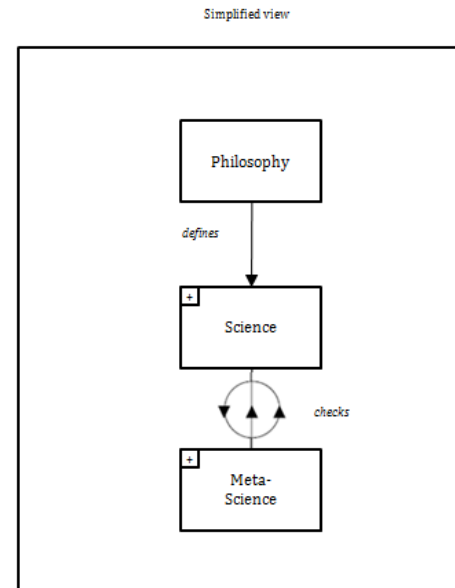 Simplified view
Philosophy
defines
+
Science
checks
+
Meta-
Science